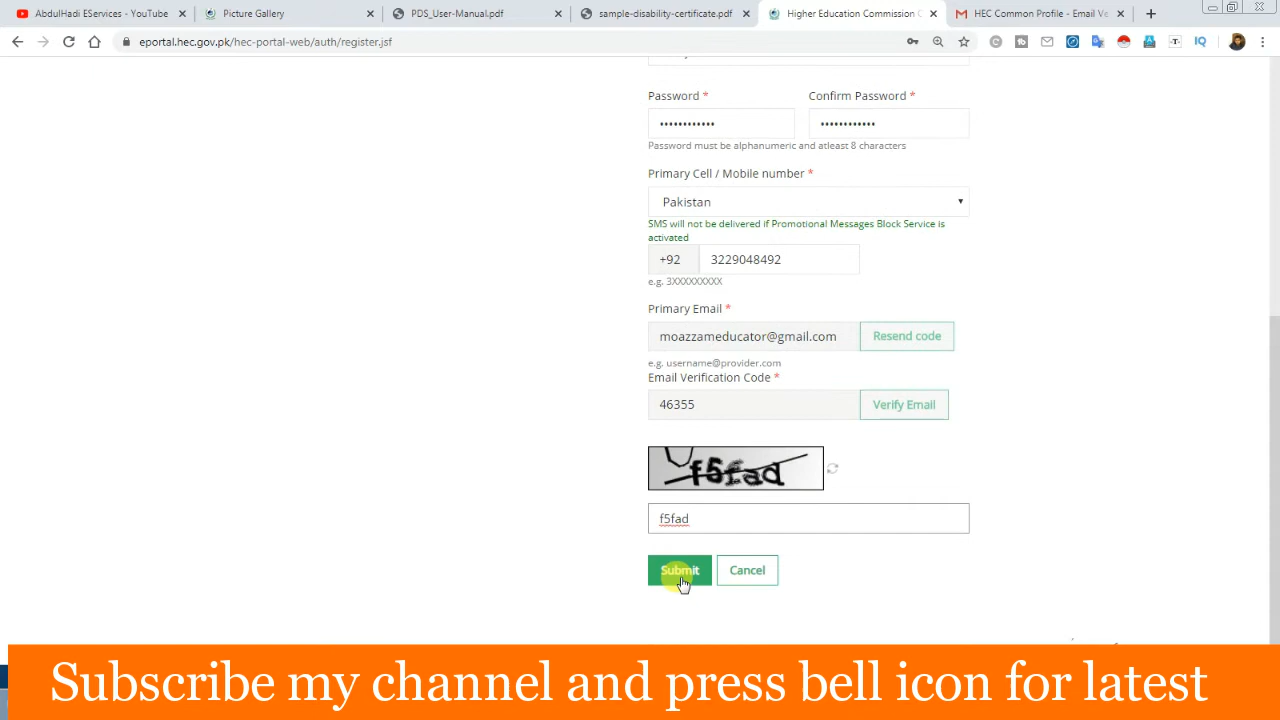 AbdulHadi EServices - YouTube
Picture Gallery
PDS_User-Manual.pdf
sample-disability-certificate.pdf
Higher Education Commission
HEC Common Profile - Email Ve
eportal.hec.gov.pk/hec-portal-web/auth/register.jsf
Password *
Confirm Password *
••••••••••••
••••••••••••
Password must be alphanumeric and atleast 8 characters
Primary Cell / Mobile number *
Pakistan
SMS will not be delivered if Promotional Messages Block Service is
activated
+92
3229048492
e.g. 3XXXXXXXXX
Primary Email *
moazzameducator@gmail.com
Resend code
e.g. username@provider.com
Email Verification Code *
46355
Verify Email
f5fad
f5fad
Submit
Cancel
Subscribe my channel and press bell icon for latest